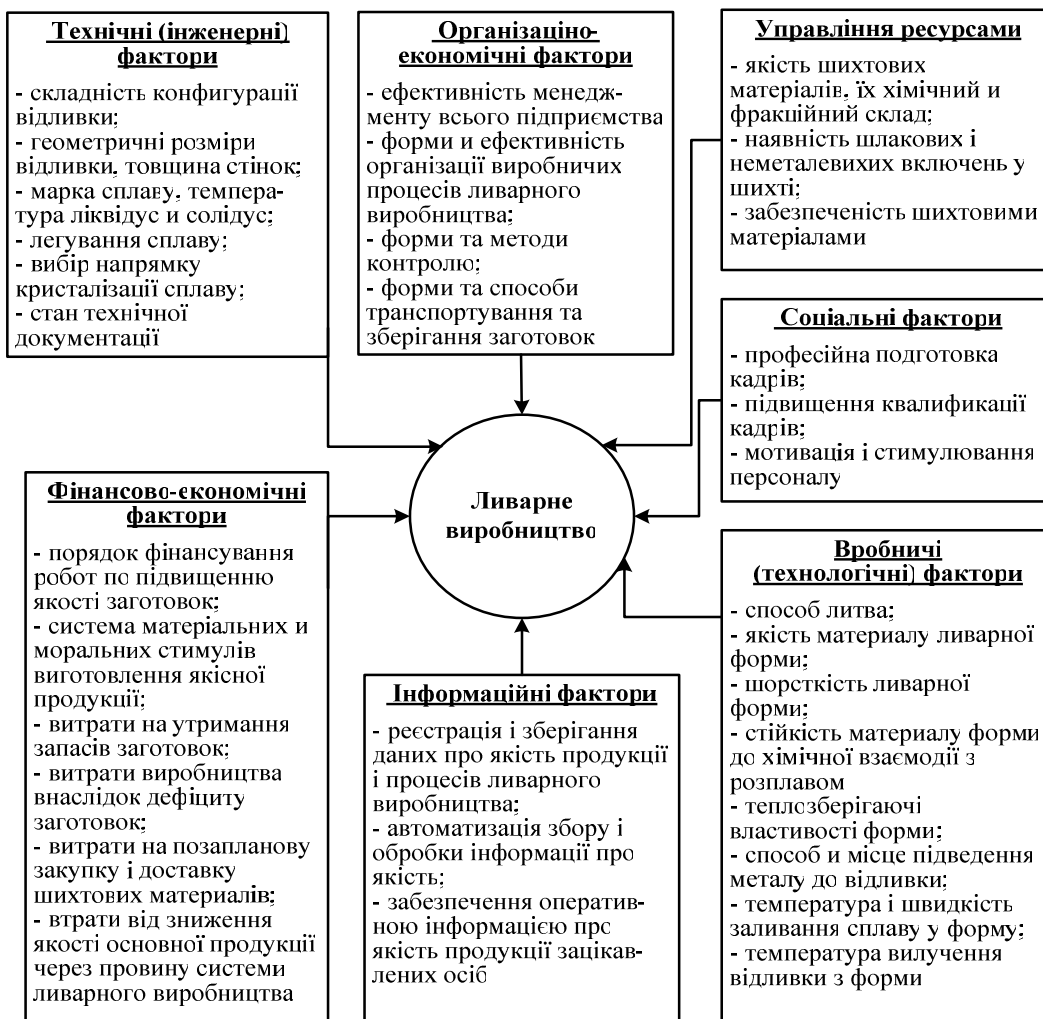 Технічні (інженерні)
фактори
- складність конфигурації
відливки;
- геометричні розміри
відливки, товщина стінок;
- марка сплаву, темпера-
тура ліквідус и солідус;
- легування сплаву;
- вибір напрямку
кристалізації сплаву;
- стан технічної
документації
Організаціно-
економічні фактори
- ефективність менедж-
менту всього підприємства
- форми и ефективність
організації виробничих
процесів ливарного
виробництва;
- форми та методи
контролю;
- форми та способи
транспортування та
зберігання заготовок
Управління ресурсами
- якість шихтових
матеріалів, їх хімічний и
фракційний склад;
- наявність шлакових і
неметалевихих включень у
шихті;
- забезпеченість шихтовими
матеріалами
Соціальні фактори
- професійна подготовка
кадрів;
- підвищення квалификації
кадрів;
- мотивація і стимулювання
персоналу
Ливарне
виробництво
Фінансово-економічні
фактори
- порядок фінансування
робот по підвищенню
якості заготовок;
- система матеріальних и
моральних стимулів
виготовлення якісної
продукції;
- витрати на утримання
запасів заготовок;
- витрати виробництва
внаслідок дефіциту
заготовок;
- витрати на позапланову
закупку і доставку
шихтових матеріалів;
- втрати від зниження
якості основної продукції
через провину системи
ливарного виробництва
Інформаційні фактори
- реєстрація і зберігання
даних про якість продукції
і процесів ливарного
виробництва;
- автоматизація збору і
обробки інформації про
якість;
- забезпечення оператив-
ною інформацією про
якість продукції зацікав-
лених осіб
Вробничі
(технологічні) фактори
- способ литва;
- якість материалу ливарної
форми;
- шорсткість ливарної
форми;
- стійкість материалу форми
до хімічної взаємодії з
розплавом
- теплозберігаючі
властивості форми;
- способ и місце підведення
металу до відливки;
- температура і швидкість
заливання сплаву у форму;
- температура вилучення
відливки з форми